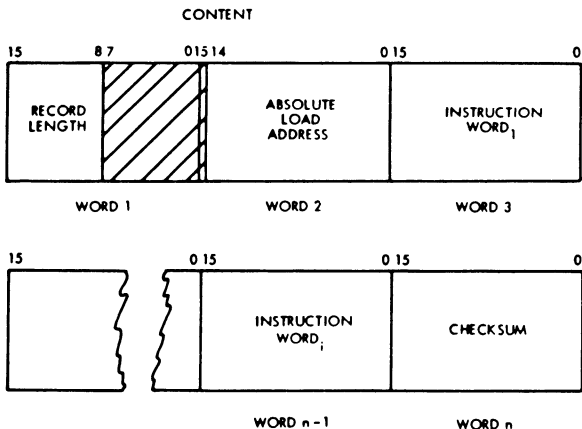 CONTENT
15 8 7 0 15 14 0 15 0
RECORD
LENGTH
ABSOLUTE
LOAD
ADDRESS
INSTRUCTION
WORD1
WORD 1 WORD 2 WORD 3
15 0 15 0 15 0
INSTRUCTION
WORDi
CHECKSUM
WORD n-1 WORD n